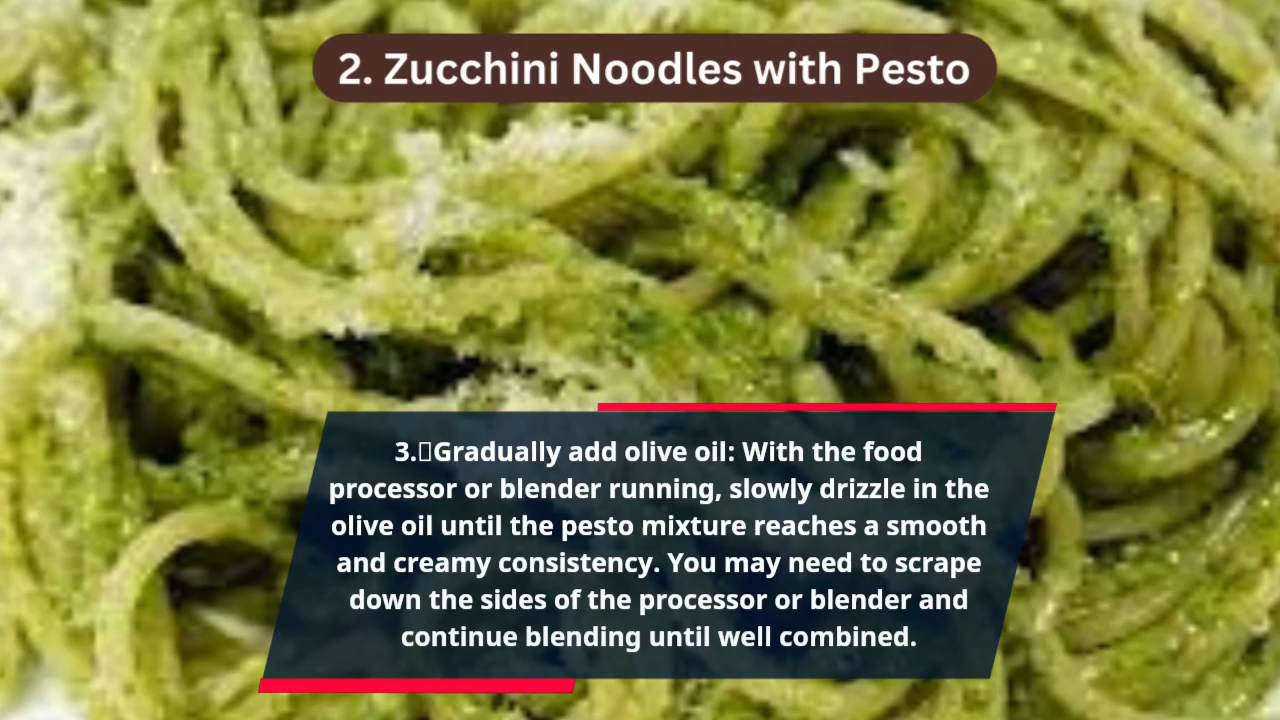 2. Zucchini Noodles with Pesto
3.▯Gradually add olive oil: With the food
processor or blender running, slowly drizzle in the
olive oil until the pesto mixture reaches a smooth
and creamy consistency. You may need to scrape
down the sides of the processor or blender and
continue blending until well combined.